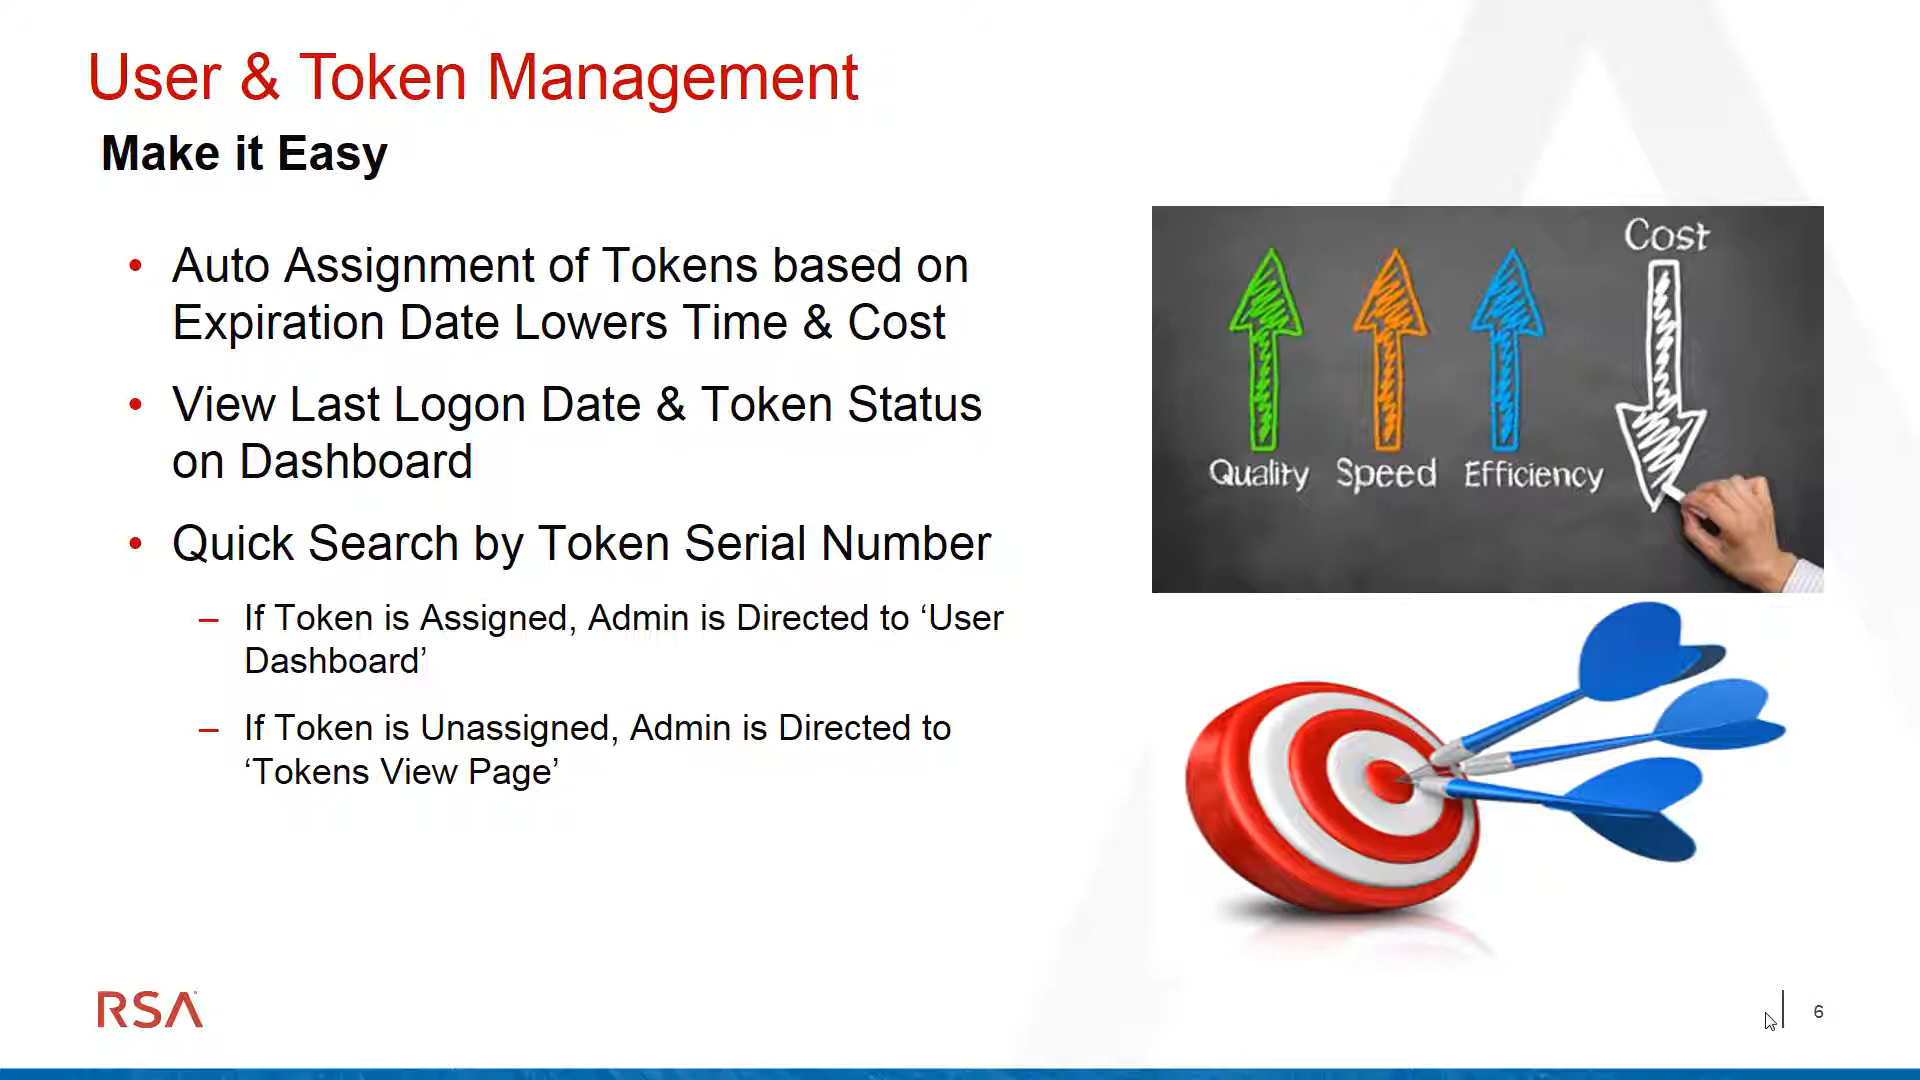 User & Token Management
Make it Easy
• Auto Assignment of Tokens based on
Expiration Date Lowers Time & Cost
• View Last Logon Date & Token Status
on Dashboard
• Quick Search by Token Serial Number
– If Token is Assigned, Admin is Directed to ‘User
Dashboard’
– If Token is Unassigned, Admin is Directed to
‘Tokens View Page’
Cost
Quality Speed Efficiency
RSA
6